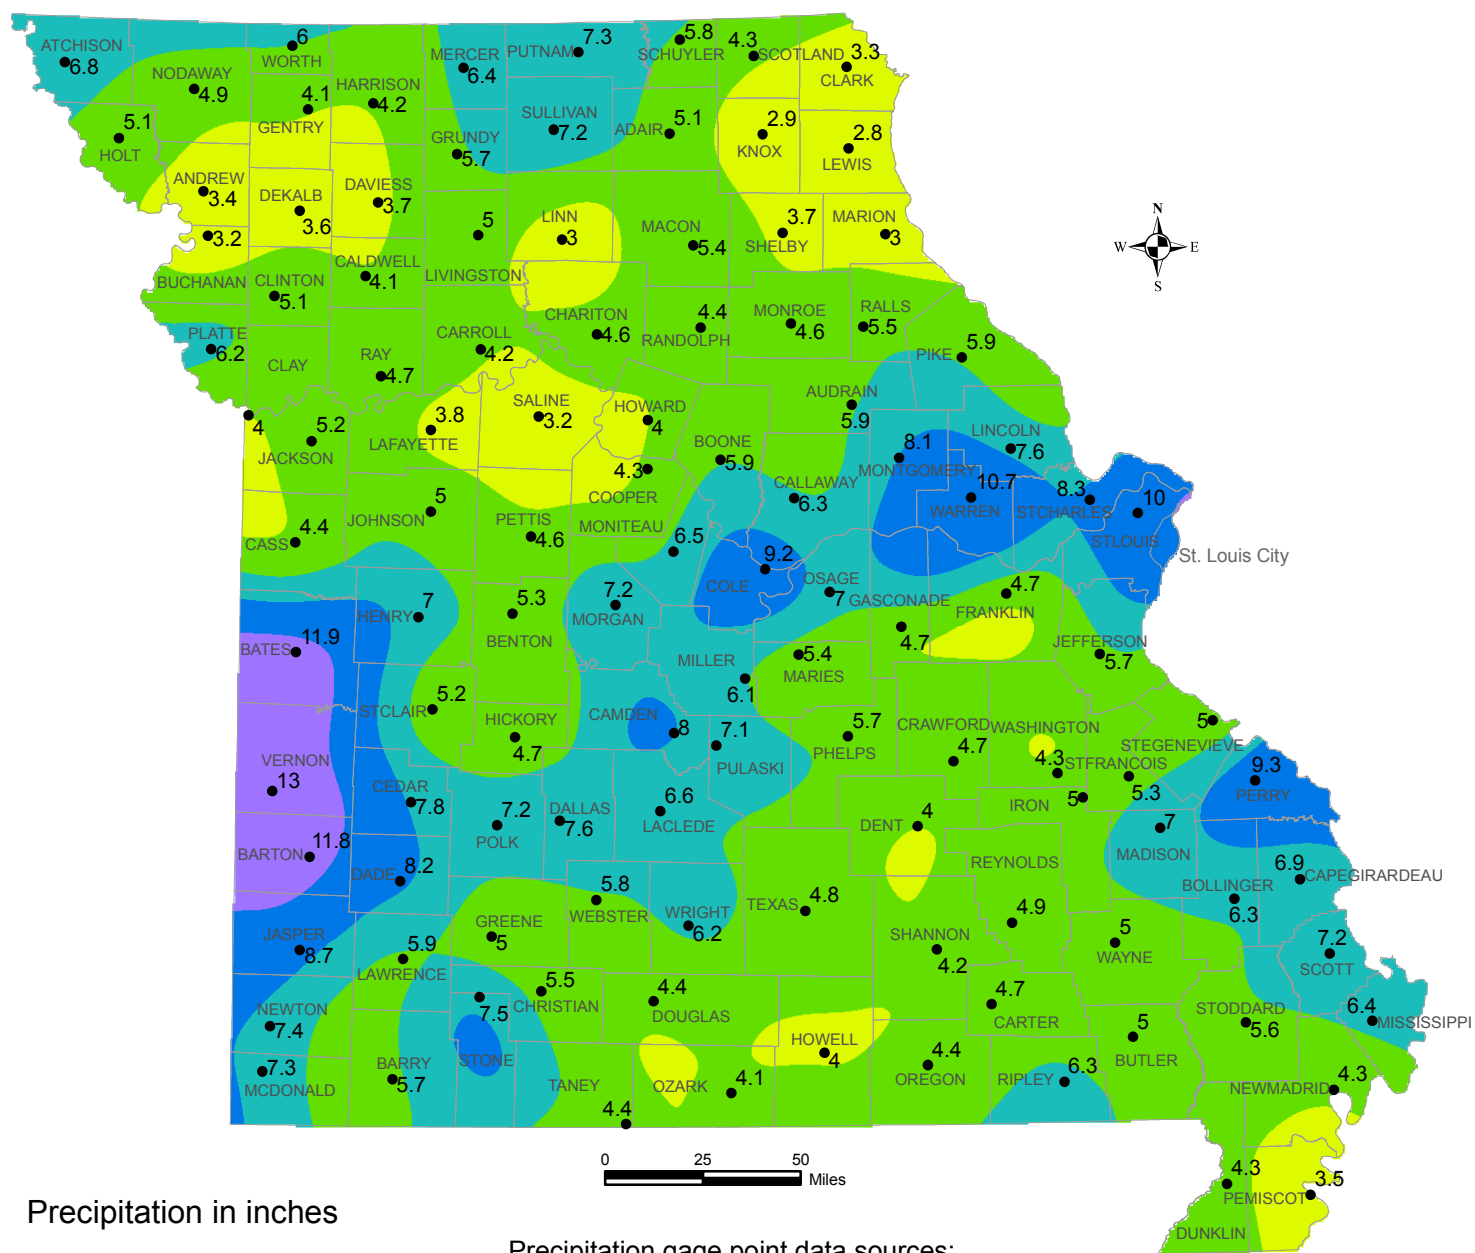 ATCHISON
6.8
NODAWAY
4.9
6
WORTH
4.1
GENTRY
HARRISON
4.2
MERCER
6.4
PUTNAM
7.3
5.8
SCHUYLER
4.3
SCOTLAND
3.3
CLARK
5.1
HOLT
GRUNDY
5.7
SULLIVAN
7.2
ADAIR
5.1
2.9
KNOX
2.8
LEWIS
ANDREW
3.4
DEKALB
3.6
DAVIESS
3.7
3.2
BUCHANAN
CLINTON
5.1
CALDWELL
4.1
5
LIVINGSTON
LINN
3
MACON
5.4
3.7
SHELBY
MARION
3
PLATTE
6.2
CLAY
RAY
4.7
CARROLL
4.2
CHARITON
4.6
4.4
RANDOLPH
MONROE
4.6
RALLS
5.5
PIKE
5.9
4
5.2
JACKSON
3.8
LAFAYETTE
SALINE
3.2
HOWARD
4
BOONE
5.9
AUDRAIN
5.9
4.3
COOPER
CALLAWAY
6.3
8.1
MONTGOMERY
LINCOLN
7.6
10.7
WARREN
8.3
STCHARLES
10
STLOUIS
St. Louis City
4.4
CASS
5
JOHNSON
PETTIS
4.6
MONITEAU
6.5
9.2
COLE
OSAGE
7
GASCONADE
4.7
4.7
FRANKLIN
JEFFERSON
5.7
11.9
BATES
7
HENRY
5.3
BENTON
7.2
MORGAN
MILLER
6.1
5.4
MARIES
5.2
STCLAIR
HICKORY
4.7
CAMDEN
8
7.1
PULASKI
5.7
PHELPS
CRAWFORD
4.7
WASHINGTON
4.3
STFRANCOIS
5.3
5
STEGENEVIEVE
9.3
PERRY
VERNON
13
CEDAR
7.8
7.2
POLK
DALLAS
7.6
6.6
LACLEDE
4
DENT
5
IRON
7
MADISON
11.8
BARTON
8.2
DADE
5.8
WEBSTER
WRIGHT
6.2
TEXAS
4.8
REYNOLDS
4.9
6.9
CAPEGIRARDEAU
BOLLINGER
6.3
JASPER
8.7
5.9
LAWRENCE
GREENE
5
SHANNON
4.2
5
WAYNE
7.2
SCOTT
NEWTON
7.4
7.5
STONE
5.5
CHRISTIAN
4.4
DOUGLAS
4.7
CARTER
STODDARD
5.6
6.4
MISSISSIPPI
7.3
MCDONALD
BARRY
5.7
TANEY
4.4
OZARK
4.1
HOWELL
4
4.4
OREGON
RIPLEY
6.3
5
BUTLER
4.3
NEWMADRID
4.3
DUNKLIN
3.5
PEMISCOT
N
W
E
S
0 25 50
Miles
Precipitation in inches
Precipitation gage point data sources: